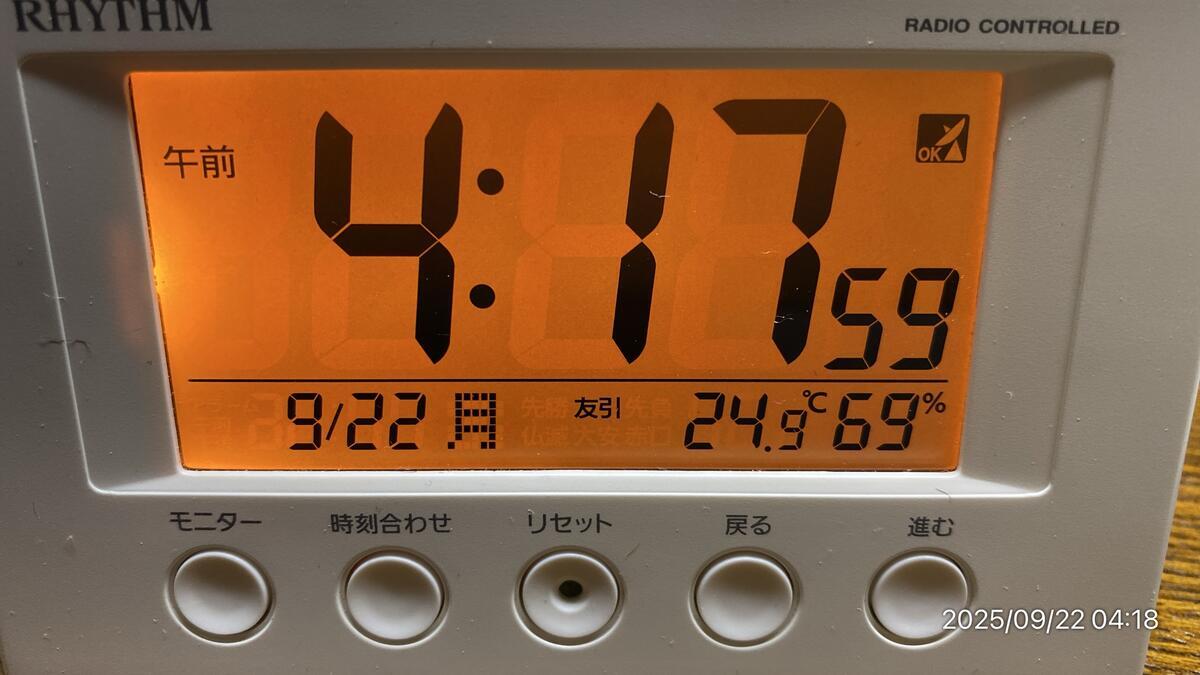 RHYTHM
RADIO CONTROLLED
午前 4:17 59
OK
9/22 月 友引 24.9℃ 69%
モニター 時刻合わせ リセット 戻る 進む
2025/09/22 04:18